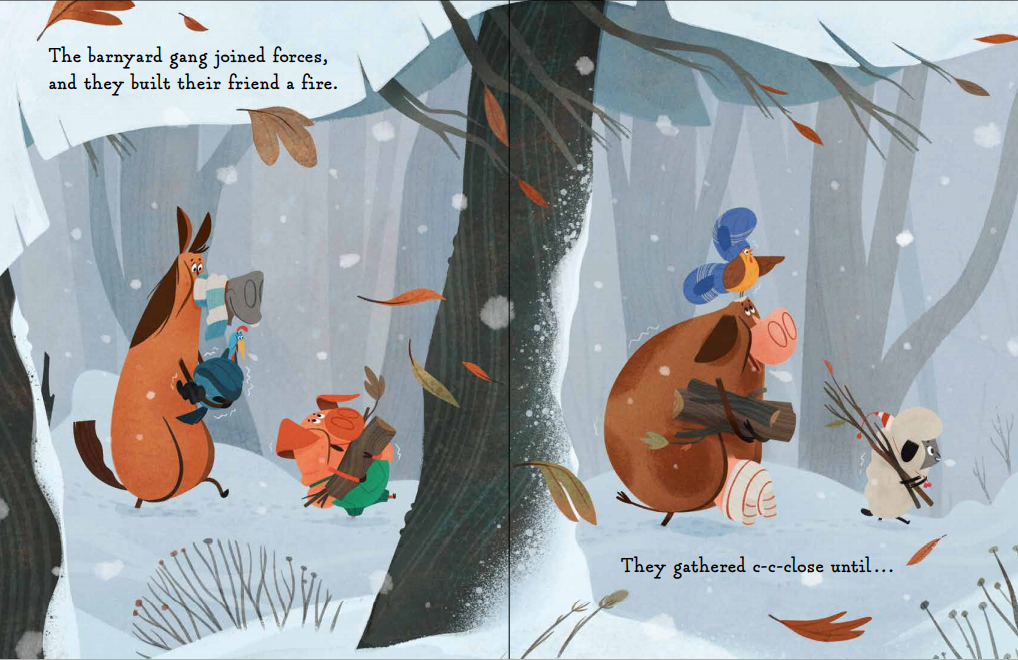 The barnyard gang joined forces,
and they built their friend a fire.
They gathered c-c-close until...